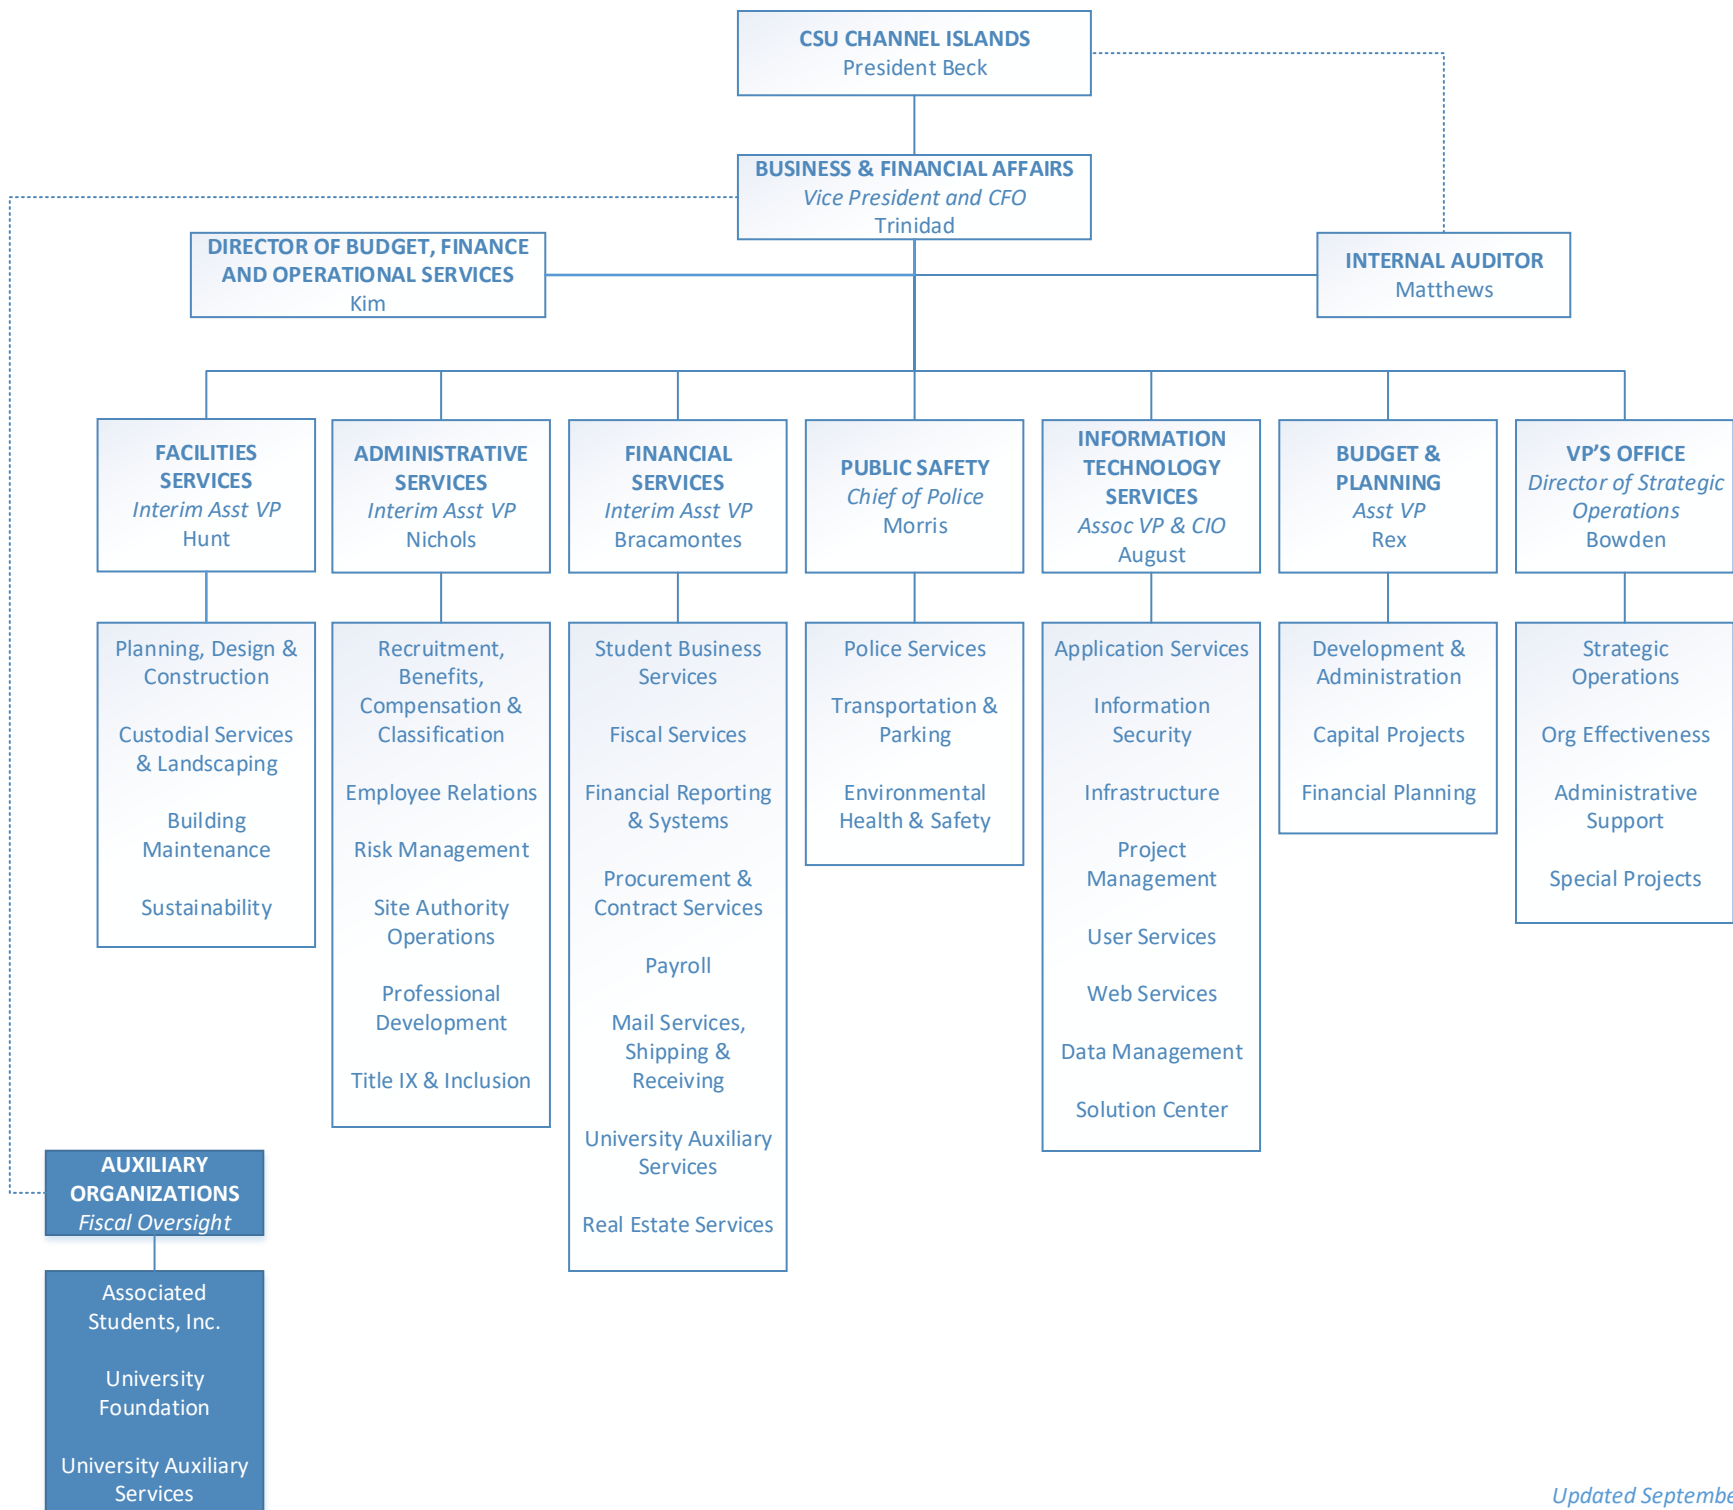 CSU CHANNEL ISLANDS
President Beck
BUSINESS & FINANCIAL AFFAIRS
Vice President and CFO
Trinidad
DIRECTOR OF BUDGET, FINANCE
AND OPERATIONAL SERVICES
Kim
INTERNAL AUDITOR
Matthews
FACILITIES
SERVICES
Interim Asst VP
Hunt
ADMINISTRATIVE
SERVICES
Interim Asst VP
Nichols
FINANCIAL
SERVICES
Interim Asst VP
Bracamontes
PUBLIC SAFETY
Chief of Police
Morris
INFORMATION
TECHNOLOGY
SERVICES
Assoc VP & CIO
August
BUDGET &
PLANNING
Asst VP
Rex
VP’S OFFICE
Director of Strategic
Operations
Bowden
Planning, Design &
Construction
Custodial Services
& Landscaping
Building
Maintenance
Sustainability
Recruitment,
Benefits,
Compensation &
Classification
Employee Relations
Risk Management
Site Authority
Operations
Professional
Development
Title IX & Inclusion
Student Business
Services
Fiscal Services
Financial Reporting
& Systems
Procurement &
Contract Services
Payroll
Mail Services,
Shipping &
Receiving
University Auxiliary
Services
Real Estate Services
Police Services
Transportation &
Parking
Environmental
Health & Safety
Application Services
Information
Security
Infrastructure
Project
Management
User Services
Web Services
Data Management
Solution Center
Development &
Administration
Capital Projects
Financial Planning
Strategic
Operations
Org Effectiveness
Administrative
Support
Special Projects
AUXILIARY
ORGANIZATIONS
Fiscal Oversight
Associated
Students, Inc.
University
Foundation
University Auxiliary
Services
Updated